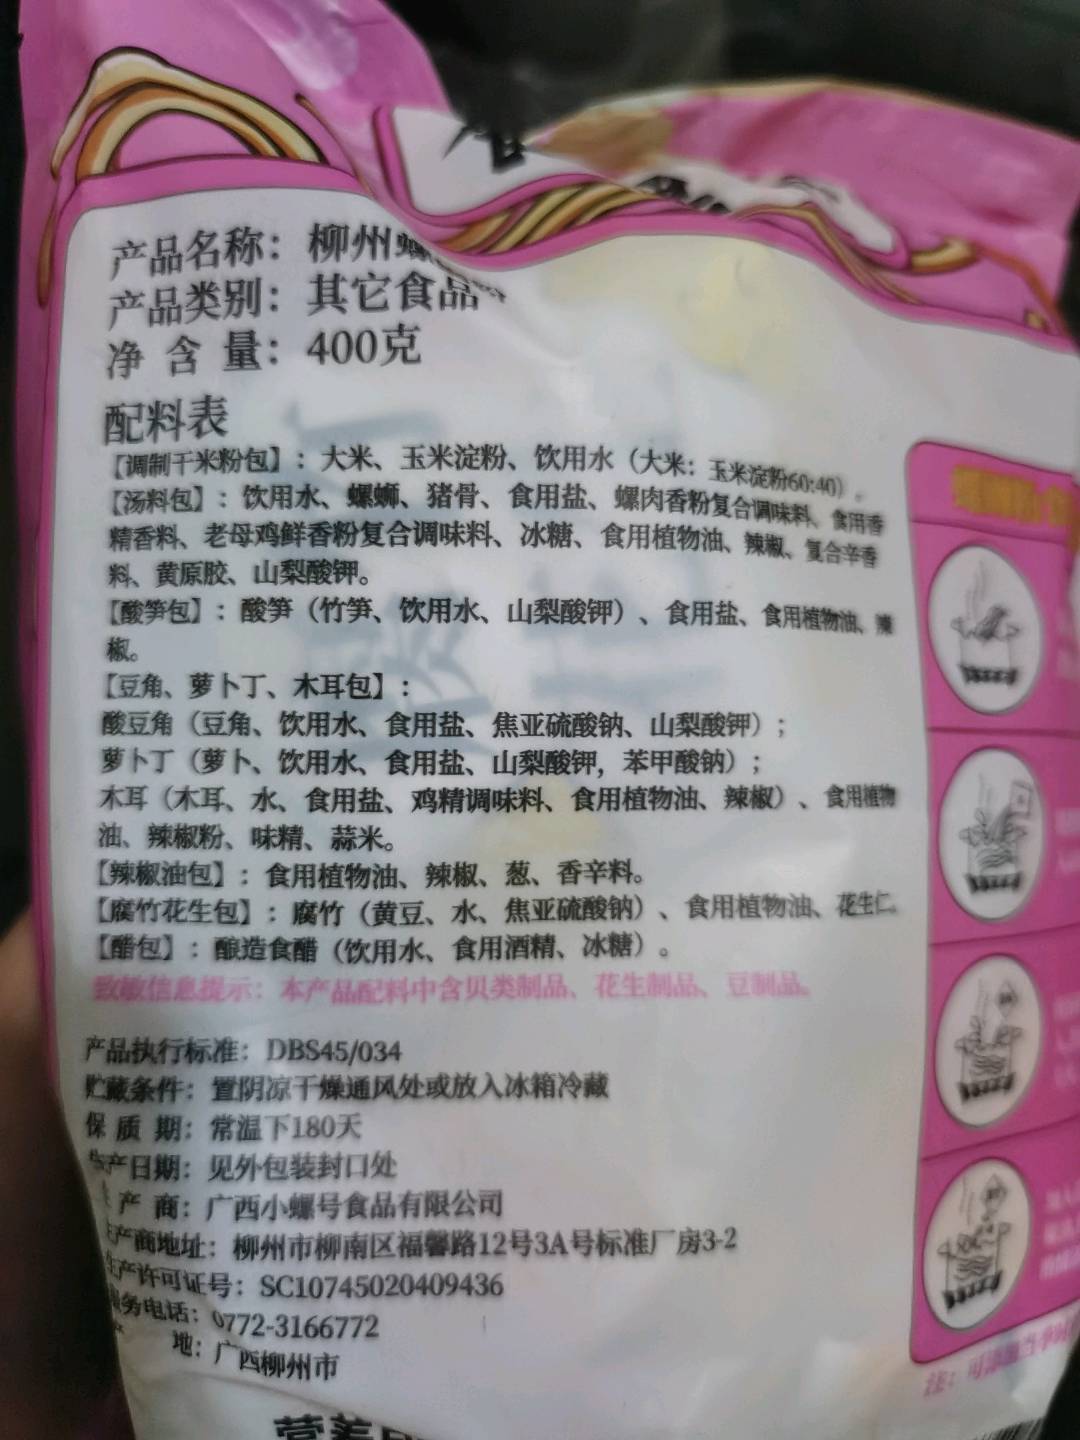 产品名称：柳州螺
产品类别：其它食品
净含量：400克
配料表
【调制干米粉包】：大米、玉米淀粉、饮用水（大米：玉米淀粉60:40）。
【汤料包】：饮用水、螺蛳、猪骨、食用盐、螺肉香粉复合调味料、食用香
精香料、老母鸡鲜香粉复合调味料、冰糖、食用植物油、辣椒、复合辛香
料、黄原胶、山梨酸钾。
【酸笋包】：酸笋（竹笋、饮用水、山梨酸钾）、食用盐、食用植物油、辣
椒。
【豆角、萝卜丁、木耳包】：
酸豆角（豆角、饮用水、食用盐、焦亚硫酸钠、山梨酸钾）；
萝卜丁（萝卜、饮用水、食用盐、山梨酸钾，苯甲酸钠）；
木耳（木耳、水、食用盐、鸡精调味料、食用植物油、辣椒）、食用植物
油、辣椒粉、味精、蒜米。
【辣椒油包】：食用植物油、辣椒、葱、香辛料。
【腐竹花生包】：腐竹（黄豆、水、焦亚硫酸钠）、食用植物油、花生仁。
【醋包】：酿造食醋（饮用水、食用酒精、冰糖）。
致敏信息提示：本产品配料中含贝类制品、花生制品、豆制品。
产品执行标准：DBS45/034
贮藏条件：置阴凉干燥通风处或放入冰箱冷藏
保质期：常温下180天
生产日期：见外包装封口处
产商：广西小螺号食品有限公司
生产商地址：柳州市柳南区福馨路12号3A号标准厂房3-2
生产许可证号：SC10745020409436
服务电话：0772-3166772
地：广西柳州市
营养
注：可添加当季时